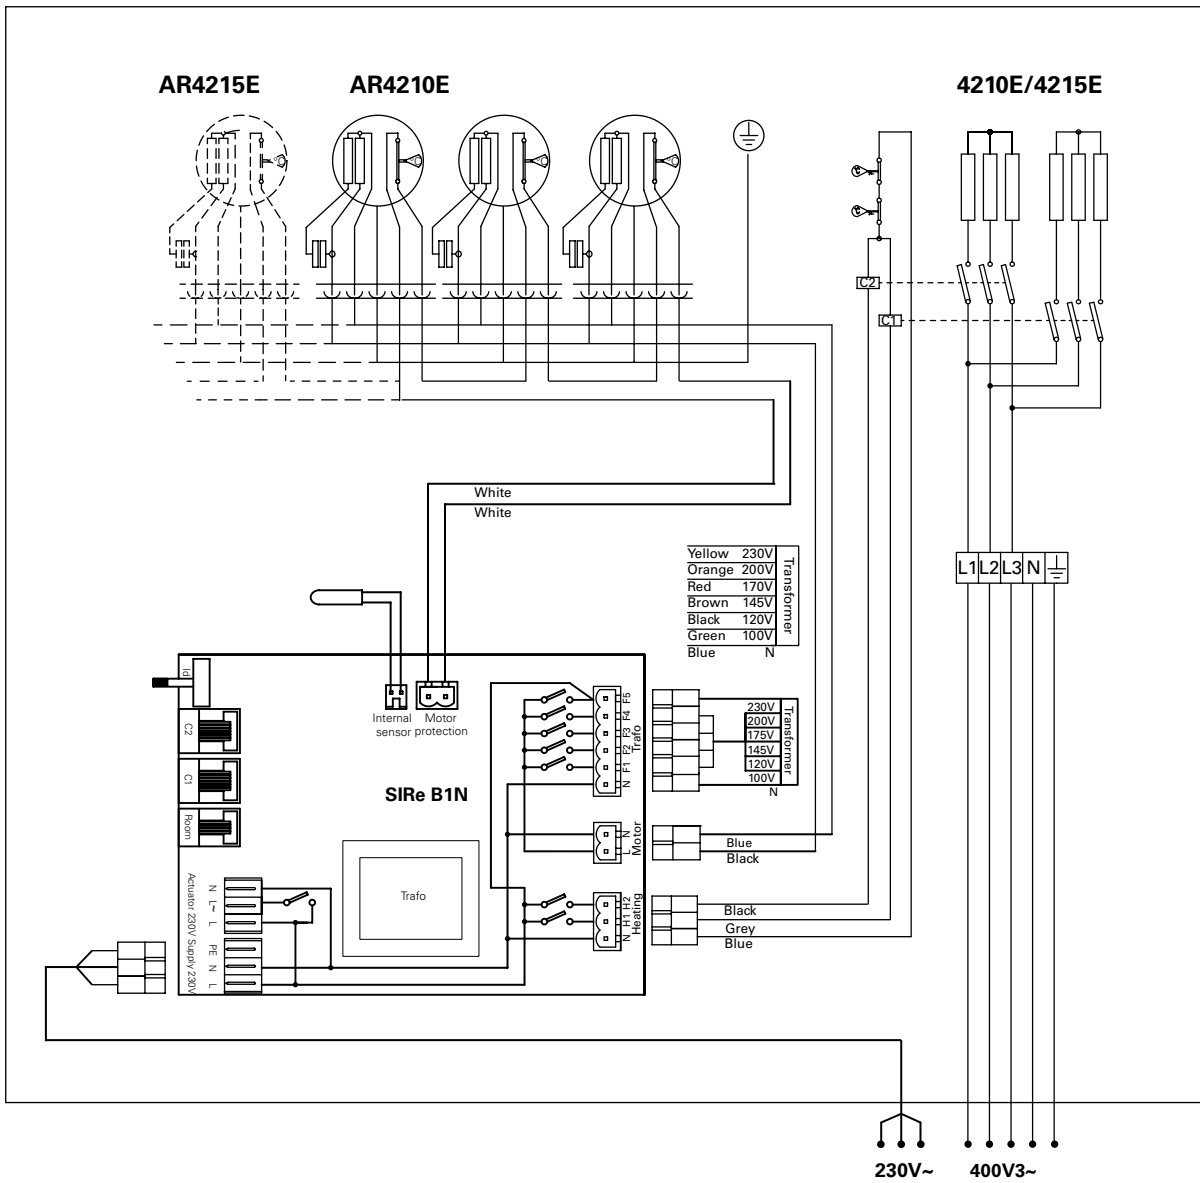 AR4215E
AR4210E
4210E/4215E
C2
C1
White
White
Yellow 230V
Orange 200V
Red 170V
Brown 145V
Black 120V
Green 100V
Blue N
Transformer
L1 L2 L3 N
Id
C2
C1
Room
Internal sensor
Motor protection
SIRe B1N
Trafo
F5
F4
F3
F2
F1
N
Trafo
230V
200V
175V
145V
120V
100V
N
Transformer
N
L
Motor
Blue
Black
H2
H1
N
Heating
Black
Grey
Blue
Actuator 230V
N
L~
L
Supply 230V
PE
N
L
230V~
400V3~